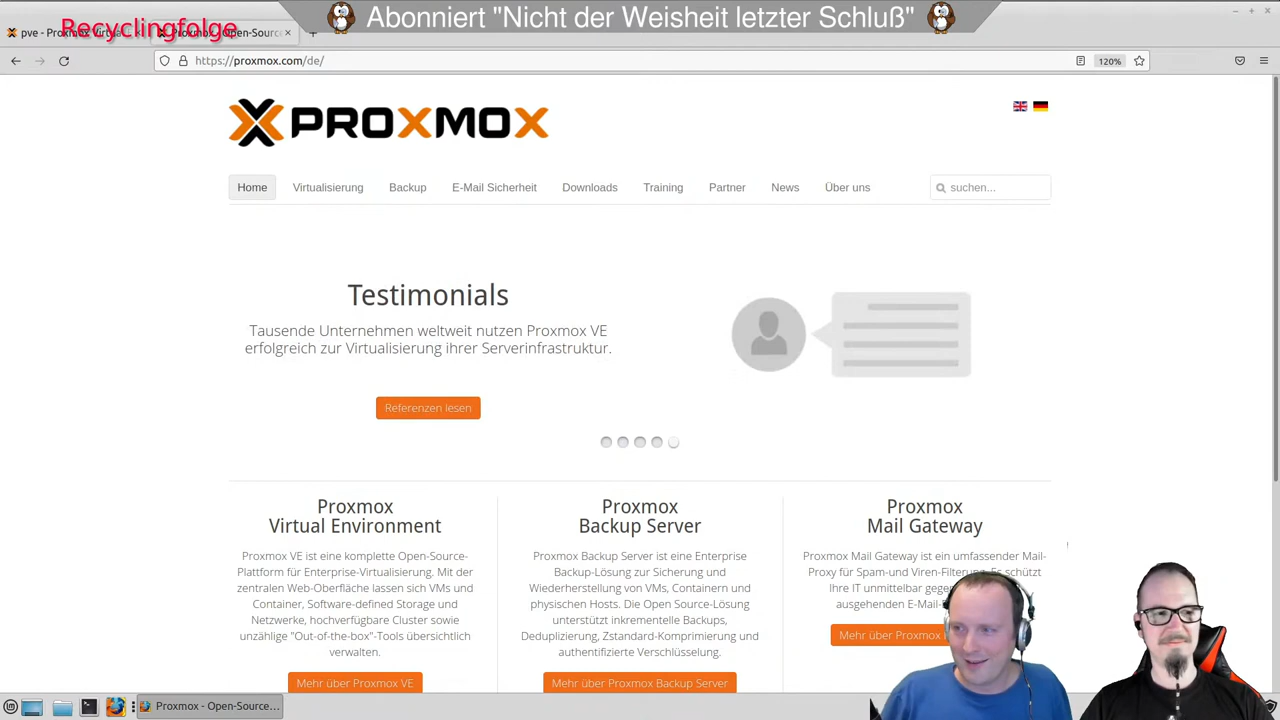 Abonniert "Nicht der Weisheit letzter Schluß"
Recyclingfolge
pve - Proxmox Virtual
Proxmox - Open-Sourc
https://proxmox.com/de/
120%
PROXMOX
Home
Virtualisierung
Backup
E-Mail Sicherheit
Downloads
Training
Partner
News
Über uns
suchen...
Testimonials
Tausende Unternehmen weltweit nutzen Proxmox VE
erfolgreich zur Virtualisierung ihrer Serverinfrastruktur.
Referenzen lesen
Proxmox
Virtual Environment
Proxmox VE ist eine komplette Open-Source-
Plattform für Enterprise-Virtualisierung. Mit der
zentralen Web-Oberfläche lassen sich VMs und
Container, Software-defined Storage und
Netzwerke, hochverfügbare Cluster sowie
unzählige "Out-of-the-box"-Tools übersichtlich
verwalten.
Mehr über Proxmox VE
Proxmox
Backup Server
Proxmox Backup Server ist eine Enterprise
Backup-Lösung zur Sicherung und
Wiederherstellung von VMs, Containern und
physischen Hosts. Die Open Source-Lösung
unterstützt inkrementelle Backups,
Deduplizierung, Zstandard-Komprimierung und
authentifizierte Verschlüsselung.
Mehr über Proxmox Backup Server
Proxmox
Mail Gateway
Proxmox Mail Gateway ist ein umfassender Mail-
Proxy für Spam-und Viren-Filterung. Es schützt
Ihre IT unmittelbar
ausgehenden
Mehr über Proxmox
Proxmox - Open-Source...